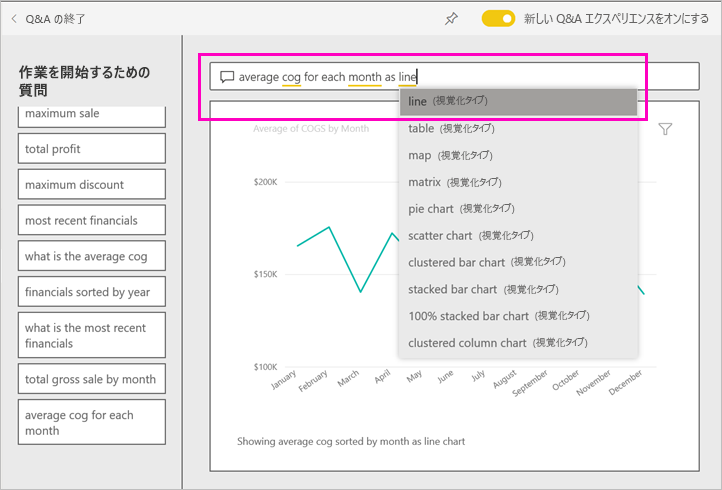 Q&A の終了
新しい Q&A エクスペリエンスをオンにする
作業を開始するための
質問
maximum sale
total profit
maximum discount
most recent financials
what is the average cog
financials sorted by year
what is the most recent
financials
total gross sale by month
average cog for each
month
average cog for each month as line
line (視覚化タイプ)
table (視覚化タイプ)
map (視覚化タイプ)
matrix (視覚化タイプ)
pie chart (視覚化タイプ)
scatter chart (視覚化タイプ)
clustered bar chart (視覚化タイプ)
stacked bar chart (視覚化タイプ)
100% stacked bar chart (視覚化タイプ)
clustered column chart (視覚化タイプ)
Average of COGS by Month
$200K
$150K
$100K
January
February
March
April
May
June
July
August
September
October
November
December
Showing average cog sorted by month as line chart